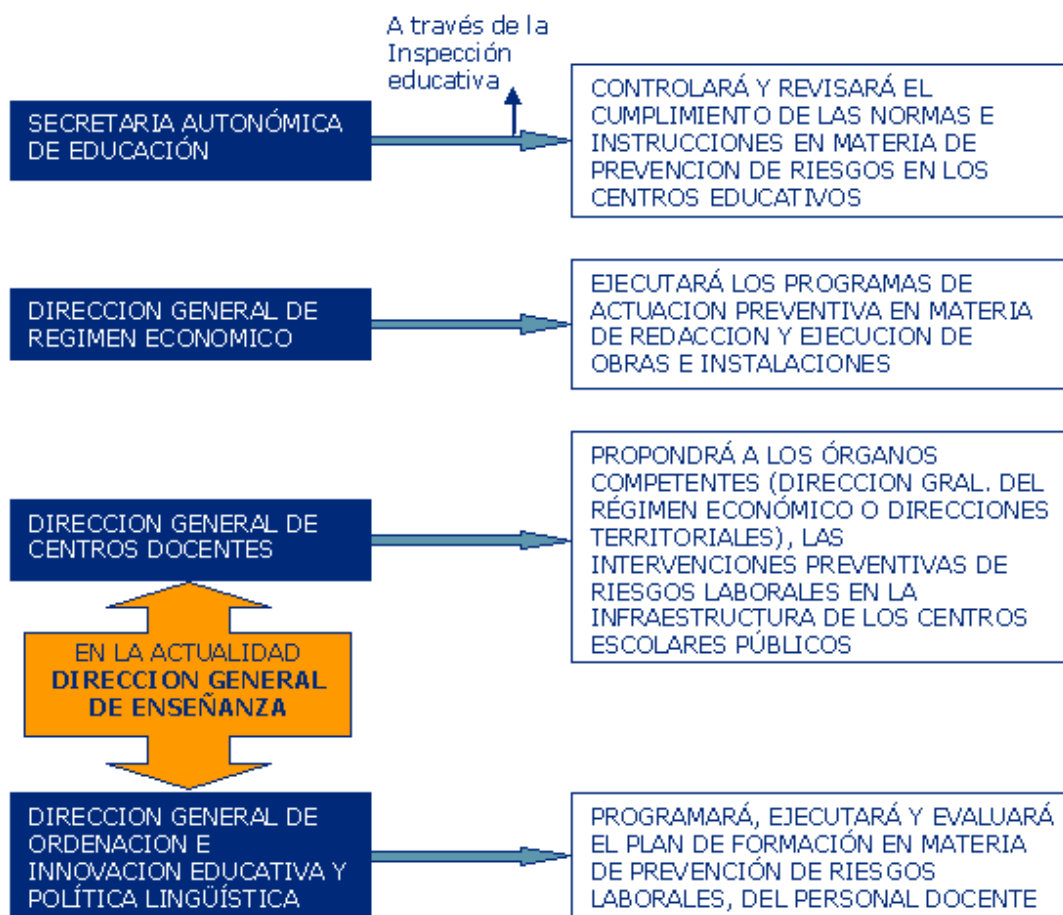 A través de la
Inspección
educativa
SECRETARIA AUTONÓMICA
DE EDUCACIÓN
CONTROLARÁ Y REVISARÁ EL
CUMPLIMIENTO DE LAS NORMAS E
INSTRUCCIONES EN MATERIA DE
PREVENCION DE RIESGOS EN LOS
CENTROS EDUCATIVOS
DIRECCION GENERAL DE
REGIMEN ECONOMICO
EJECUTARÁ LOS PROGRAMAS DE
ACTUACION PREVENTIVA EN MATERIA
DE REDACCION Y EJECUCION DE
OBRAS E INSTALACIONES
DIRECCION GENERAL DE
CENTROS DOCENTES
PROPONDRÁ A LOS ÓRGANOS
COMPETENTES (DIRECCION GRAL. DEL
RÉGIMEN ECONÓMICO O DIRECCIONES
TERRITORIALES), LAS
INTERVENCIONES PREVENTIVAS DE
RIESGOS LABORALES EN LA
INFRAESTRUCTURA DE LOS CENTROS
ESCOLARES PÚBLICOS
EN LA ACTUALIDAD
DIRECCION GENERAL
DE ENSEÑANZA
DIRECCION GENERAL DE
ORDENACION E
INNOVACION EDUCATIVA Y
POLÍTICA LINGÜÍSTICA
PROGRAMARÁ, EJECUTARÁ Y EVALUARÁ
EL PLAN DE FORMACIÓN EN MATERIA
DE PREVENCIÓN DE RIESGOS
LABORALES, DEL PERSONAL DOCENTE